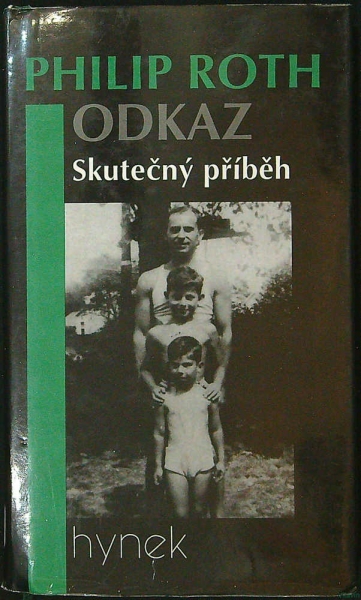 PHILIP ROTH
ODKAZ
Skutečný příběh
hynek